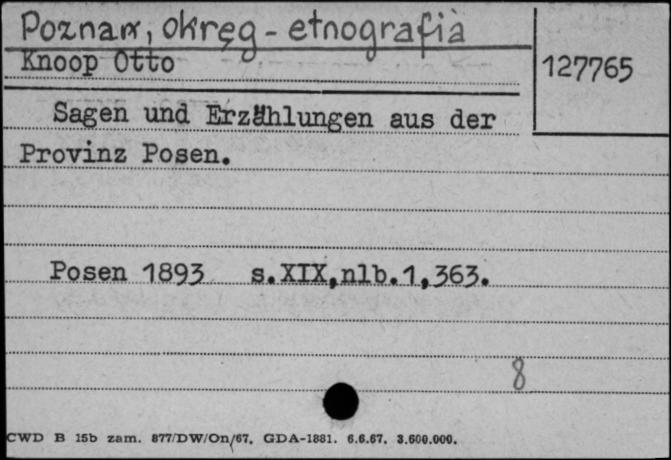 Poznań, okręg - etnografia
Knoop Otto
127765
Sagen und Erzählungen aus der
Provinz Posen.
Posen 1893 s.XIX,nlb.1,363.
8
CWD B 15b zam. 877/DW/On/67. GDA-1881. 6.6.67. 3.600.000.